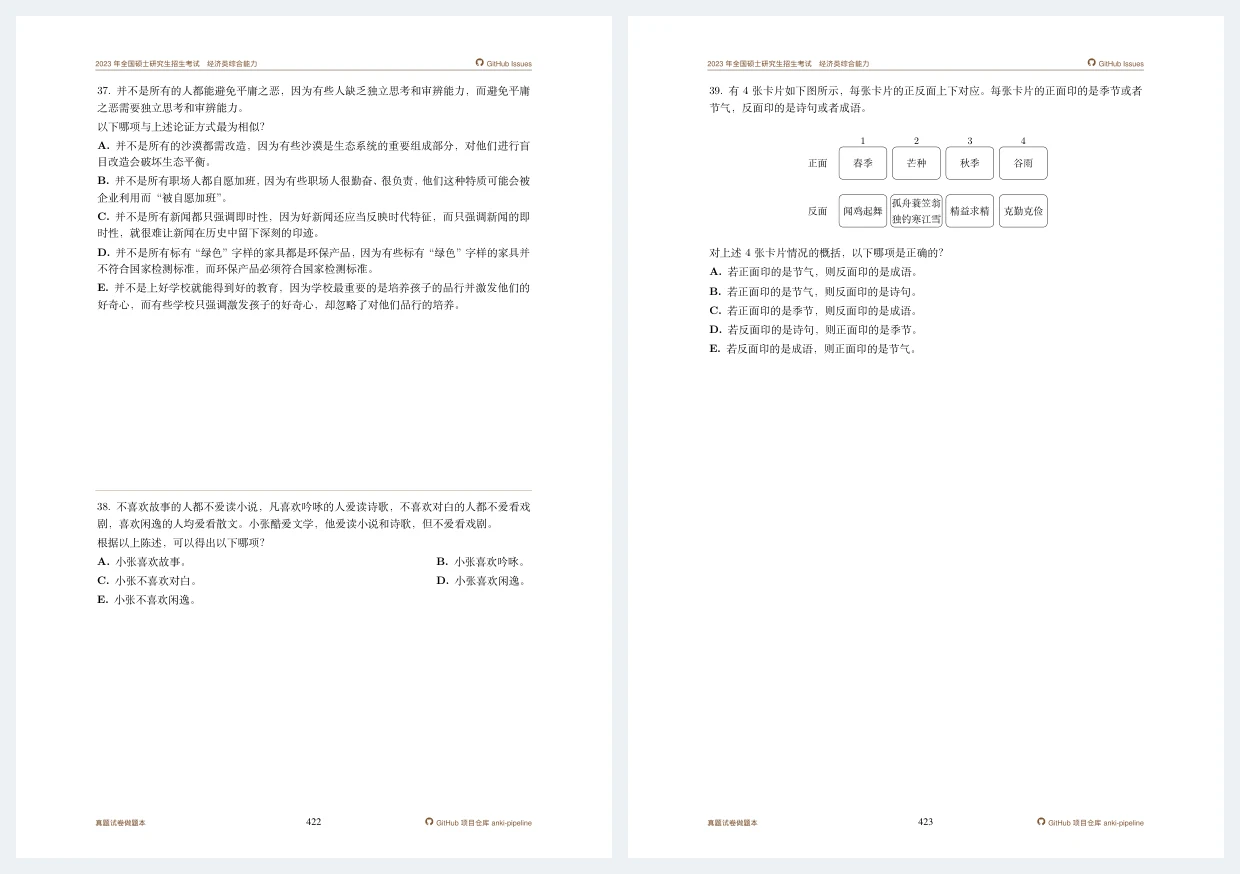 2023 年全国硕士研究生招生考试　经济类综合能力
GitHub Issues
37. 并不是所有的人都能避免平庸之恶，因为有些人缺乏独立思考和审辨能力，而避免平庸
之恶需要独立思考和审辨能力。
以下哪项与上述论证方式最为相似？
A. 并不是所有的沙漠都需改造，因为有些沙漠是生态系统的重要组成部分，对他们进行盲
目改造会破坏生态平衡。
B. 并不是所有职场人都自愿加班，因为有些职场人很勤奋、很负责，他们这种特质可能会被
企业利用而“被自愿加班”。
C. 并不是所有新闻都只强调即时性，因为好新闻还应当反映时代特征，而只强调新闻的即
时性，就很难让新闻在历史中留下深刻的印迹。
D. 并不是所有标有“绿色”字样的家具都是环保产品，因为有些标有“绿色”字样的家具并
不符合国家检测标准，而环保产品必须符合国家检测标准。
E. 并不是上好学校就能得到好的教育，因为学校最重要的是培养孩子的品行并激发他们的
好奇心，而有些学校只强调激发孩子的好奇心，却忽略了对他们品行的培养。
38. 不喜欢故事的人都不爱读小说，凡喜欢吟咏的人爱读诗歌，不喜欢对白的人都不爱看戏
剧，喜欢闲逸的人均爱看散文。小张酷爱文学，他爱读小说和诗歌，但不爱看戏剧。
根据以上陈述，可以得出以下哪项？
A. 小张喜欢故事。
B. 小张喜欢吟咏。
C. 小张不喜欢对白。
D. 小张喜欢闲逸。
E. 小张不喜欢闲逸。
真题试卷做题本
422
GitHub 项目仓库 anki-pipeline
2023 年全国硕士研究生招生考试　经济类综合能力
GitHub Issues
39. 有 4 张卡片如下图所示，每张卡片的正反面上下对应。每张卡片的正面印的是季节或者
节气，反面印的是诗句或者成语。
1 2 3 4
正面 春季 芒种 秋季 谷雨
反面 闻鸡起舞 孤舟蓑笠翁 精益求精 克勤克俭
独钓寒江雪
对上述 4 张卡片情况的概括，以下哪项是正确的？
A. 若正面印的是节气，则反面印的是成语。
B. 若正面印的是节气，则反面印的是诗句。
C. 若正面印的是季节，则反面印的是成语。
D. 若反面印的是诗句，则正面印的是季节。
E. 若反面印的是成语，则正面印的是节气。
真题试卷做题本
423
GitHub 项目仓库 anki-pipeline